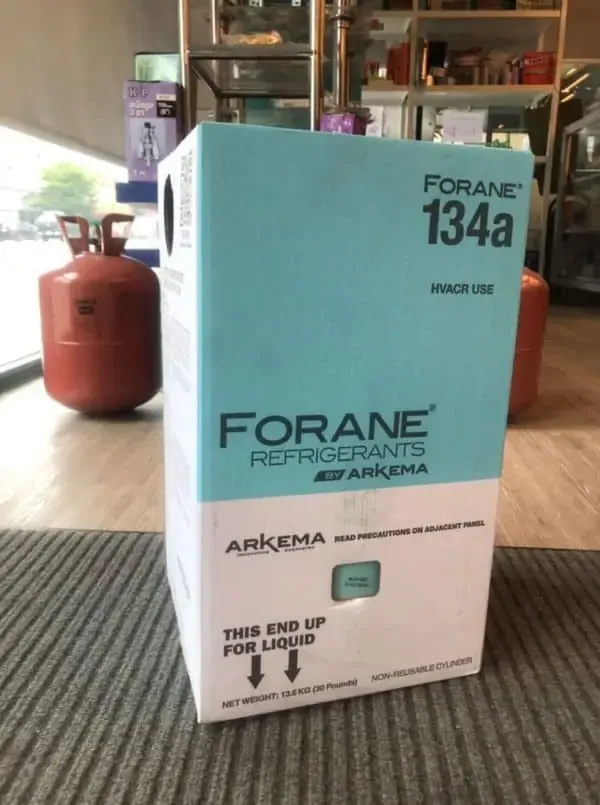 FORANE®
134a
HVACR USE
FORANE®
REFRIGERANTS
BY ARKEMA
ARKEMA
READ PRECAUTIONS ON ADJACENT PANEL
THIS END UP
FOR LIQUID
NET WEIGHT: 13.6 KG (30 Pounds)
NON-REUSABLE CYLINDER